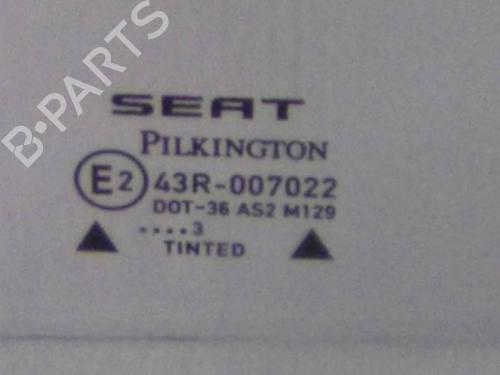 B-PARTS
SEAT
PILKINGTON
E2 43R-007022
DOT-36 AS2 M129
....3
TINTED